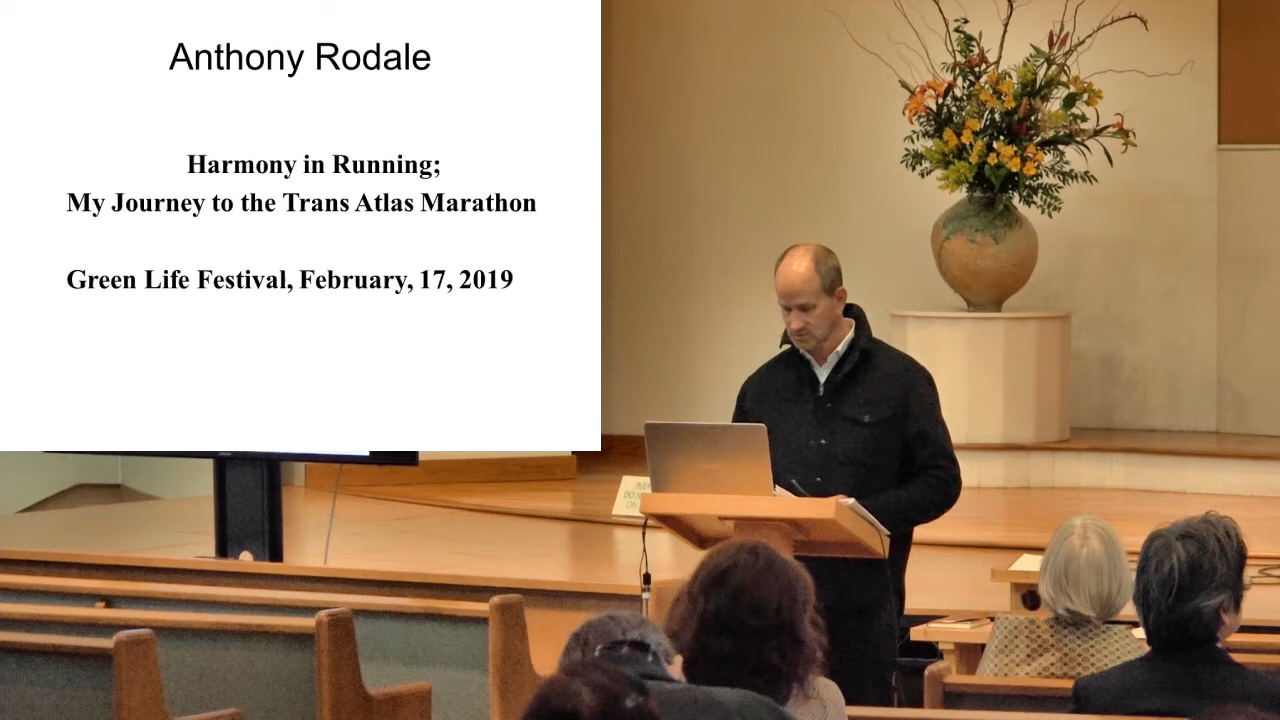 Anthony Rodale
Harmony in Running;
My Journey to the Trans Atlas Marathon
Green Life Festival, February, 17, 2019